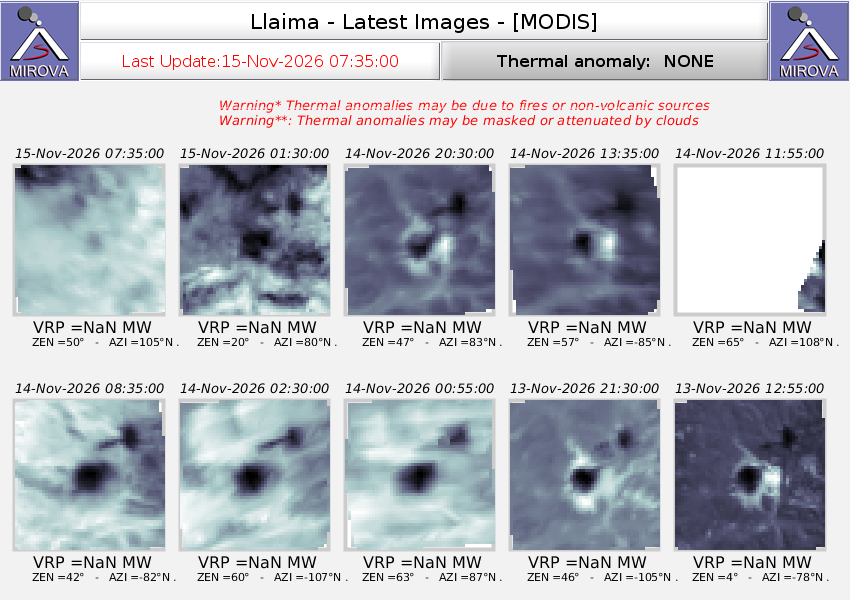 Llaima - Latest Images - [MODIS]
MIROVA
Last Update:15-Nov-2026 07:35:00
Thermal anomaly: NONE
MIROVA
Warning* Thermal anomalies may be due to fires or non-volcanic sources
Warning**: Thermal anomalies may be masked or attenuated by clouds
15-Nov-2026 07:35:00 15-Nov-2026 01:30:00 14-Nov-2026 20:30:00 14-Nov-2026 13:35:00 14-Nov-2026 11:55:00
VRP =NaN MW VRP =NaN MW VRP =NaN MW VRP =NaN MW VRP =NaN MW
ZEN =50° - AZI =105°N . ZEN =20° - AZI =80°N . ZEN =47° - AZI =83°N . ZEN =57° - AZI =-85°N . ZEN =65° - AZI =108°N .
14-Nov-2026 08:35:00 14-Nov-2026 02:30:00 14-Nov-2026 00:55:00 13-Nov-2026 21:30:00 13-Nov-2026 12:55:00
VRP =NaN MW VRP =NaN MW VRP =NaN MW VRP =NaN MW VRP =NaN MW
ZEN =42° - AZI =-82°N . ZEN =60° - AZI =-107°N . ZEN =63° - AZI =87°N . ZEN =46° - AZI =-105°N . ZEN =4° - AZI =-78°N .